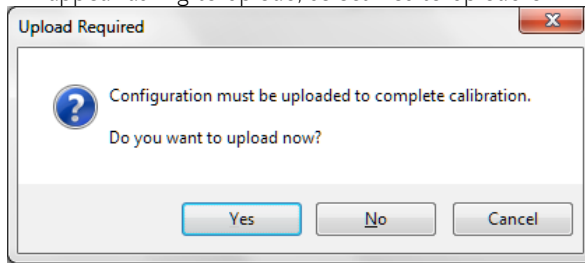 Upload Required
Configuration must be uploaded to complete calibration.
Do you want to upload now?
Yes
No
Cancel